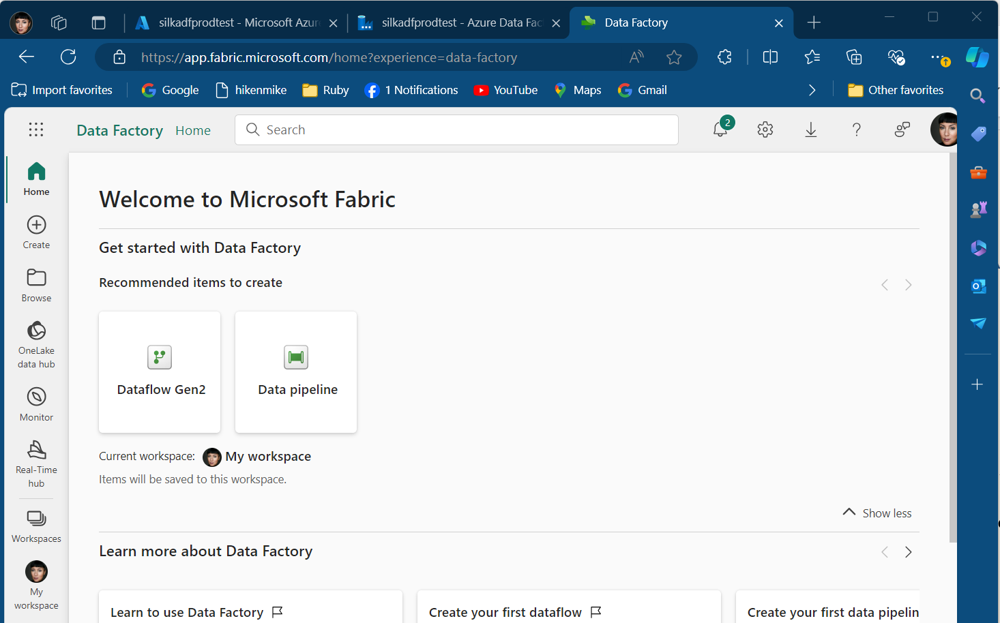 silkadfprodtest - Microsoft Azure
silkadfprodtest - Azure Data Fac
Data Factory
https://app.fabric.microsoft.com/home?experience=data-factory
Import favorites
Google
hikenmike
Ruby
1 Notifications
YouTube
Maps
Gmail
Other favorites
Data Factory
Home
Search
2
Home
Create
Browse
OneLake
data hub
Monitor
Real-Time
hub
Workspaces
My
workspace
Welcome to Microsoft Fabric
Get started with Data Factory
Recommended items to create
Dataflow Gen2
Data pipeline
Current workspace: My workspace
Items will be saved to this workspace.
Show less
Learn more about Data Factory
Learn to use Data Factory
Create your first dataflow
Create your first data pipelin